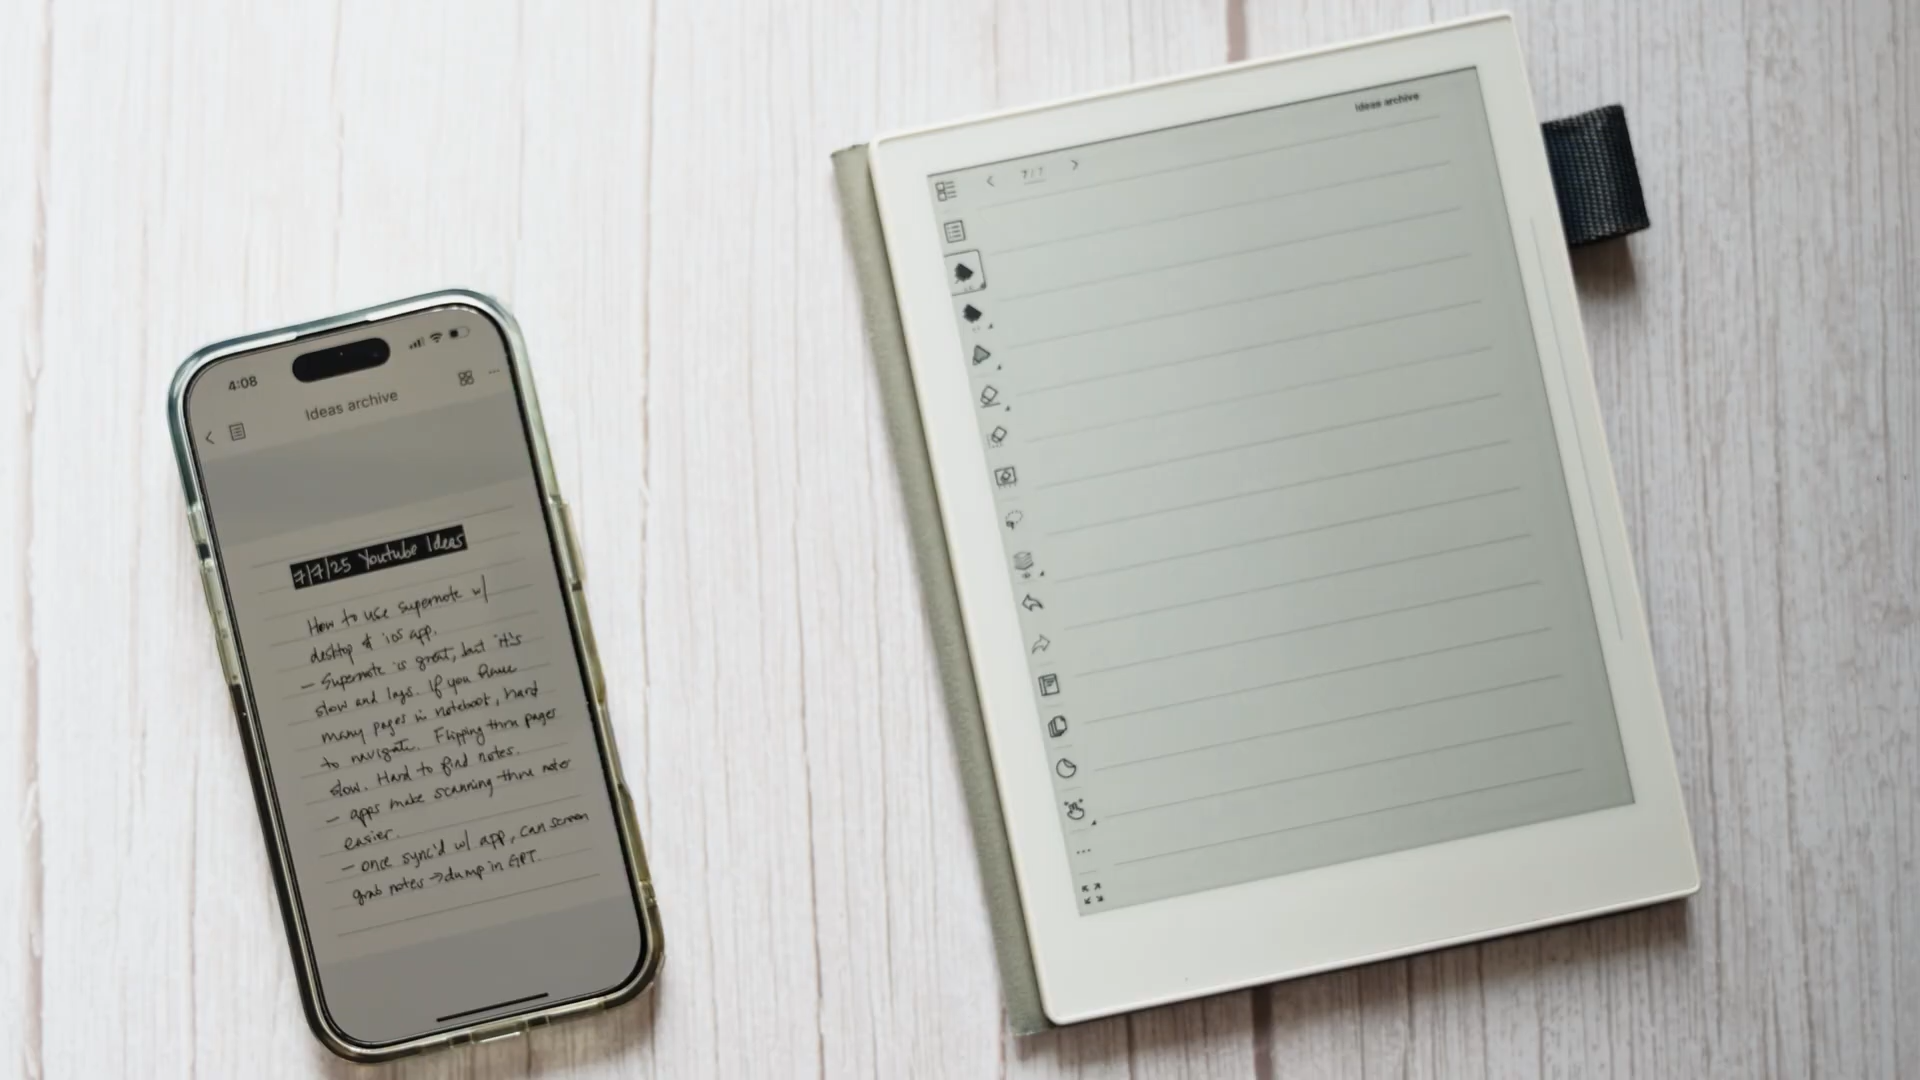 4:08
Ideas archive
7/7/25 Youtube Ideas
How to use supernote w/
desktop & ios app.
– Supernote is great, but it's
slow and lags. If you have
many pages in notebook, hard
to navigate. Flipping thru pages
slow. Hard to find notes.
– apps make scanning thru notes
easier.
– once sync'd w/ app, can screen
grab notes → dump in GPT.
Ideas archive
7/7